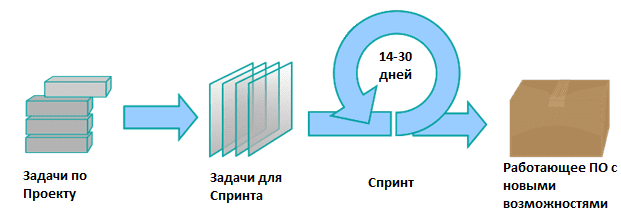 14-30
дней
Задачи по
Проекту
Задачи для
Спринта
Спринт
Работающее ПО с
новыми
возможностями